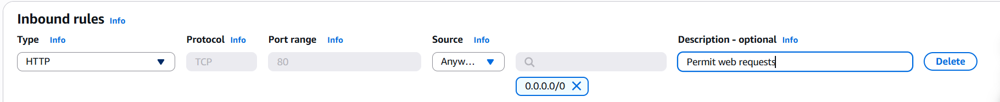 Inbound rules Info
Type Info Protocol Info Port range Info Source Info Description - optional Info
HTTP TCP 80 Anyw... Permit web requests Delete
0.0.0.0/0